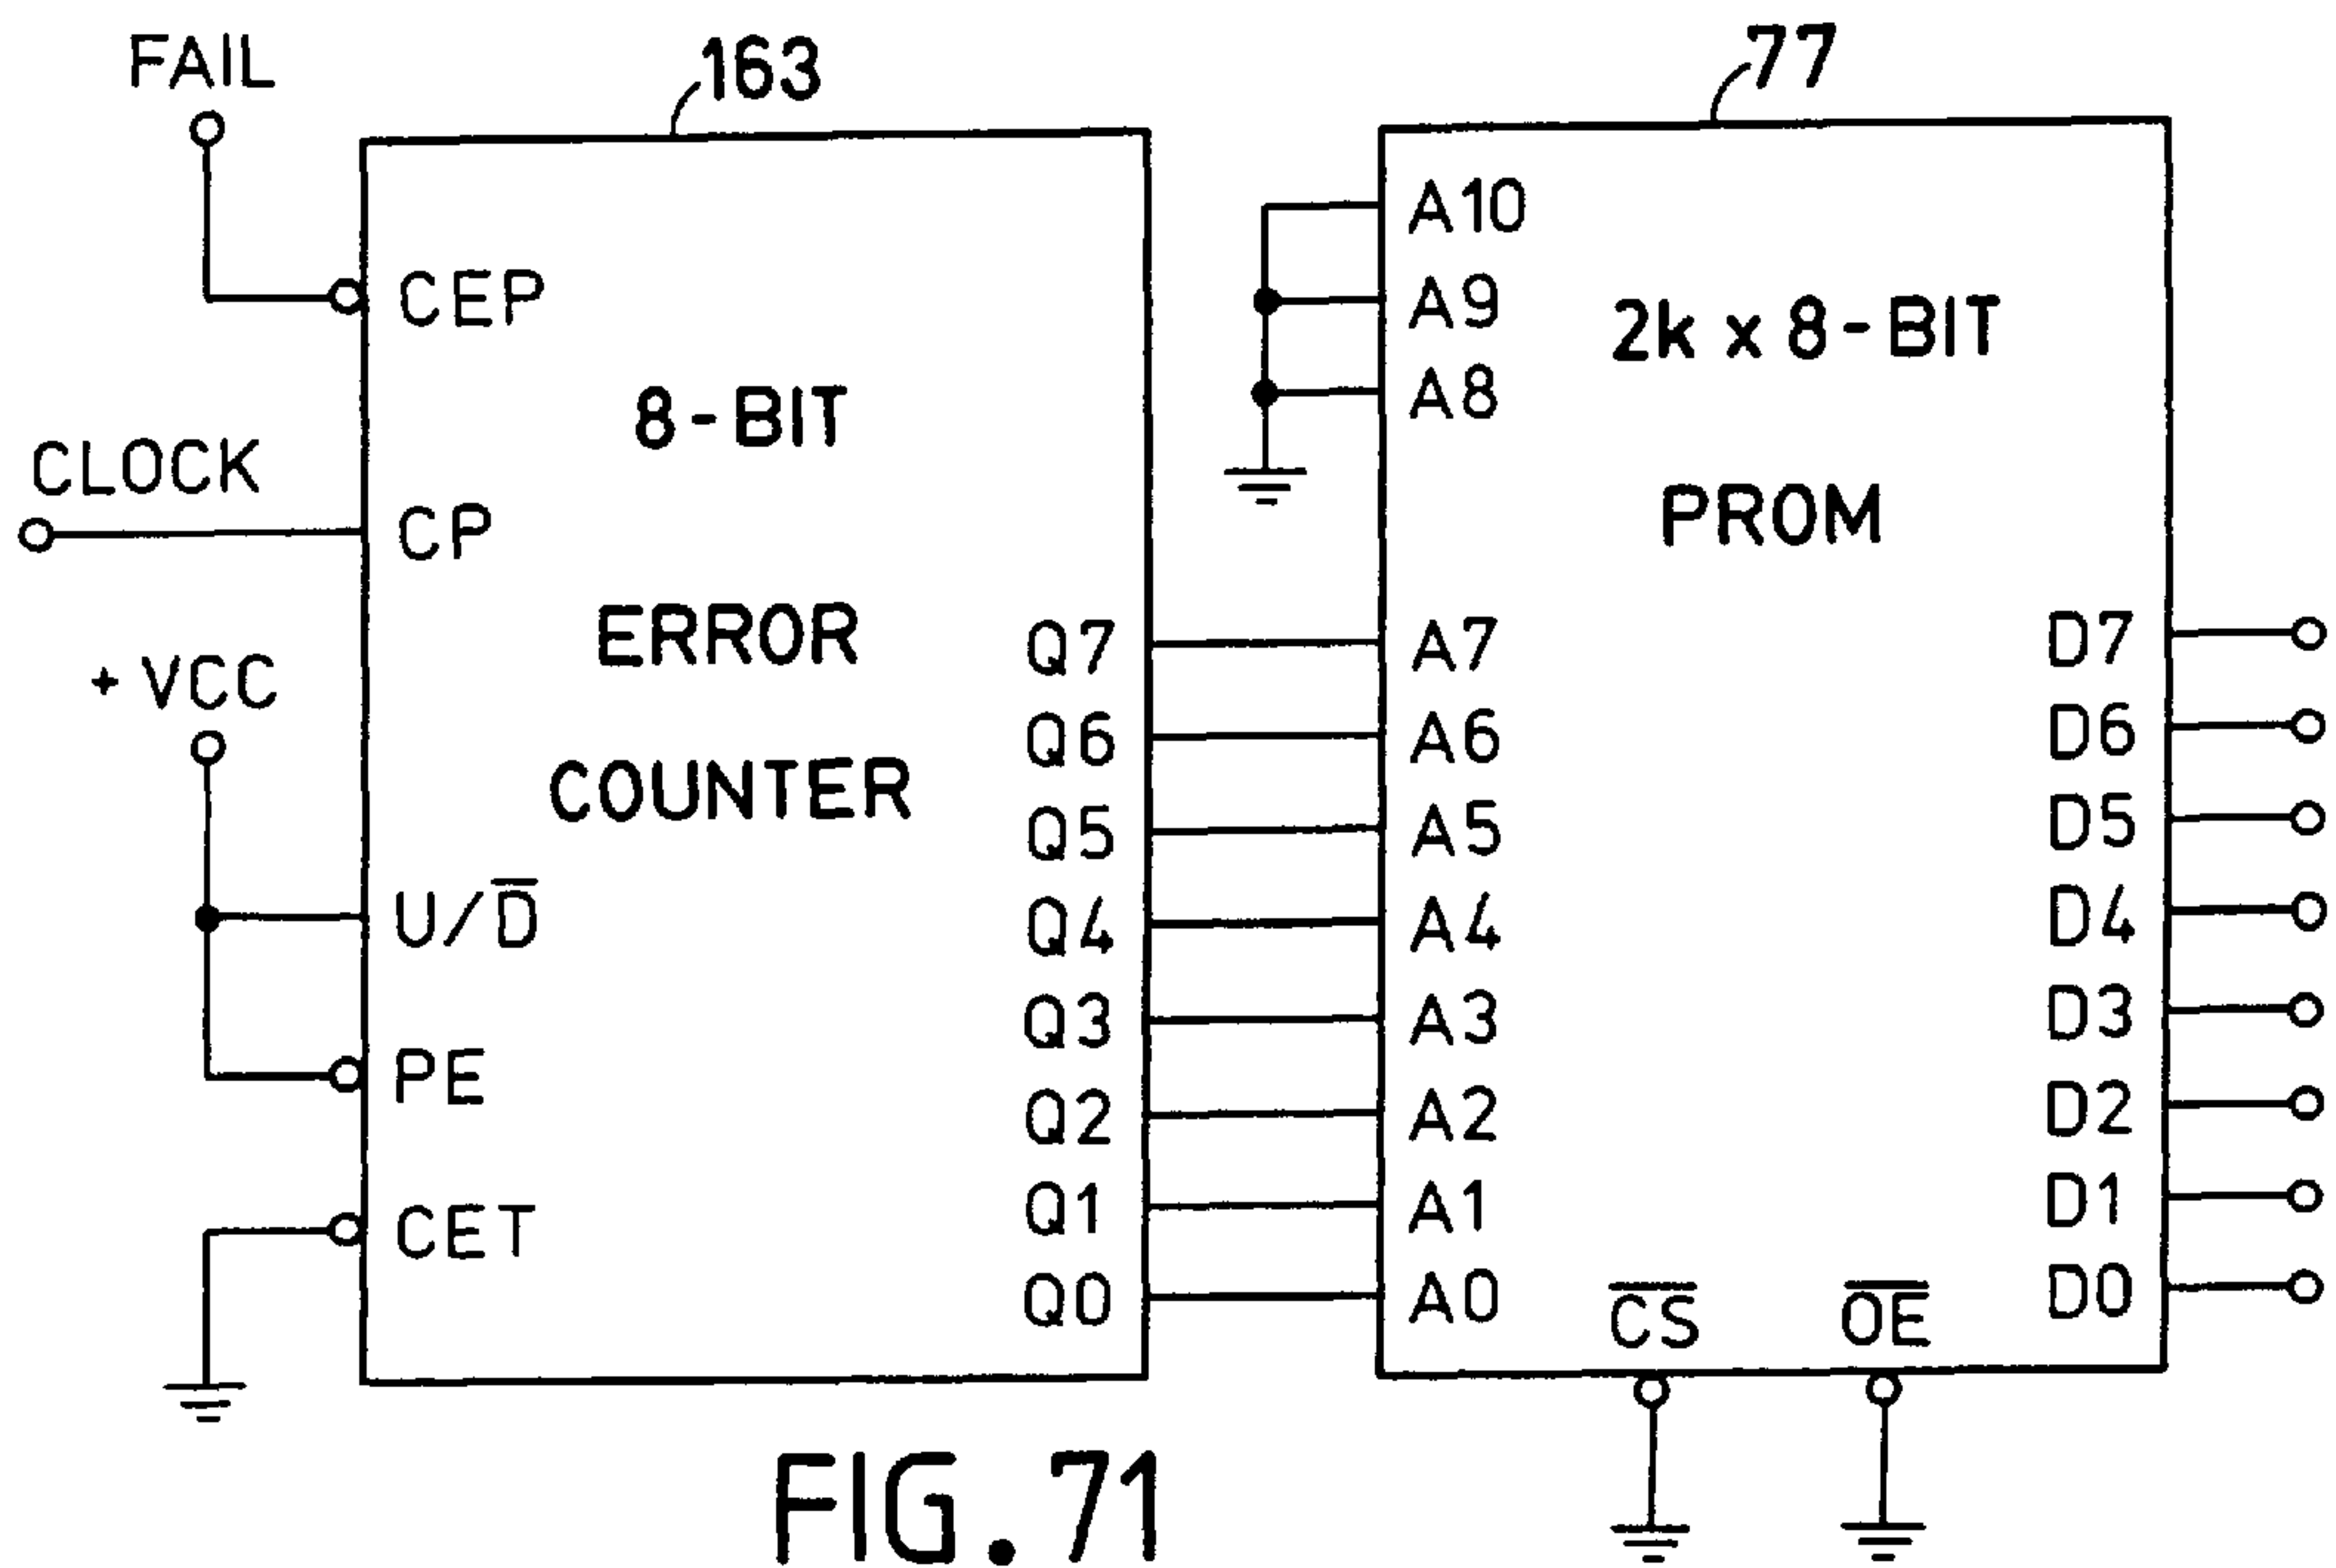 FAIL
163
77
CEP
8-BIT
CLOCK
CP
ERROR
COUNTER
+ VCC
U/D̅
PE
CET
Q7
Q6
Q5
Q4
Q3
Q2
Q1
Q0
A10
A9
A8
2k x 8-BIT
PROM
A7
A6
A5
A4
A3
A2
A1
A0
D7
D6
D5
D4
D3
D2
D1
D0
C̅S̅
O̅E̅
FIG. 71